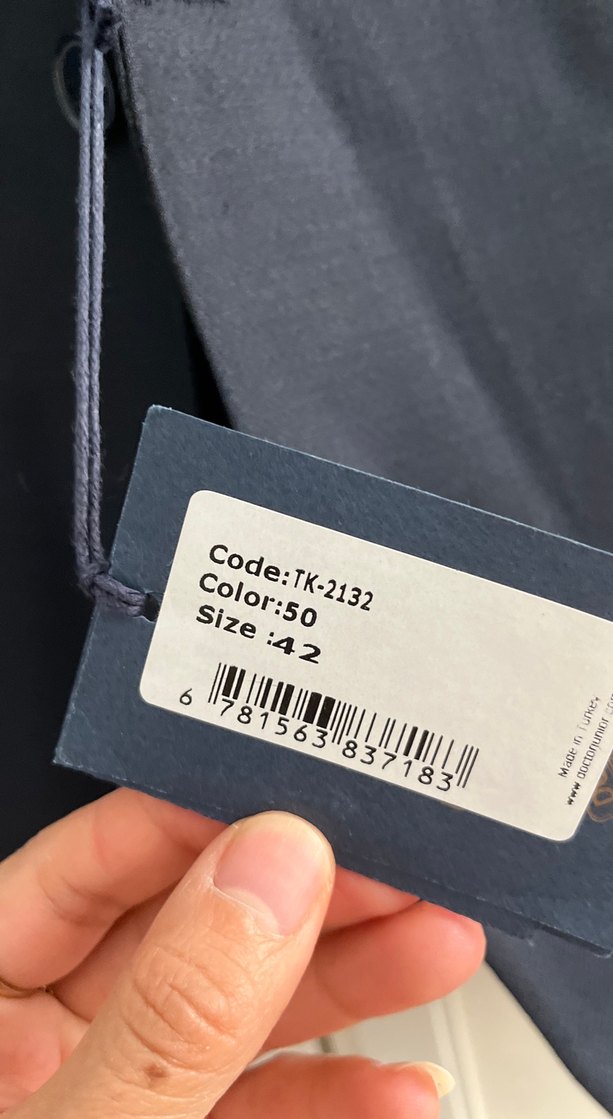 Code:TK-2132
Color:50
Size :42
6 781563 837183
Made in Turkey